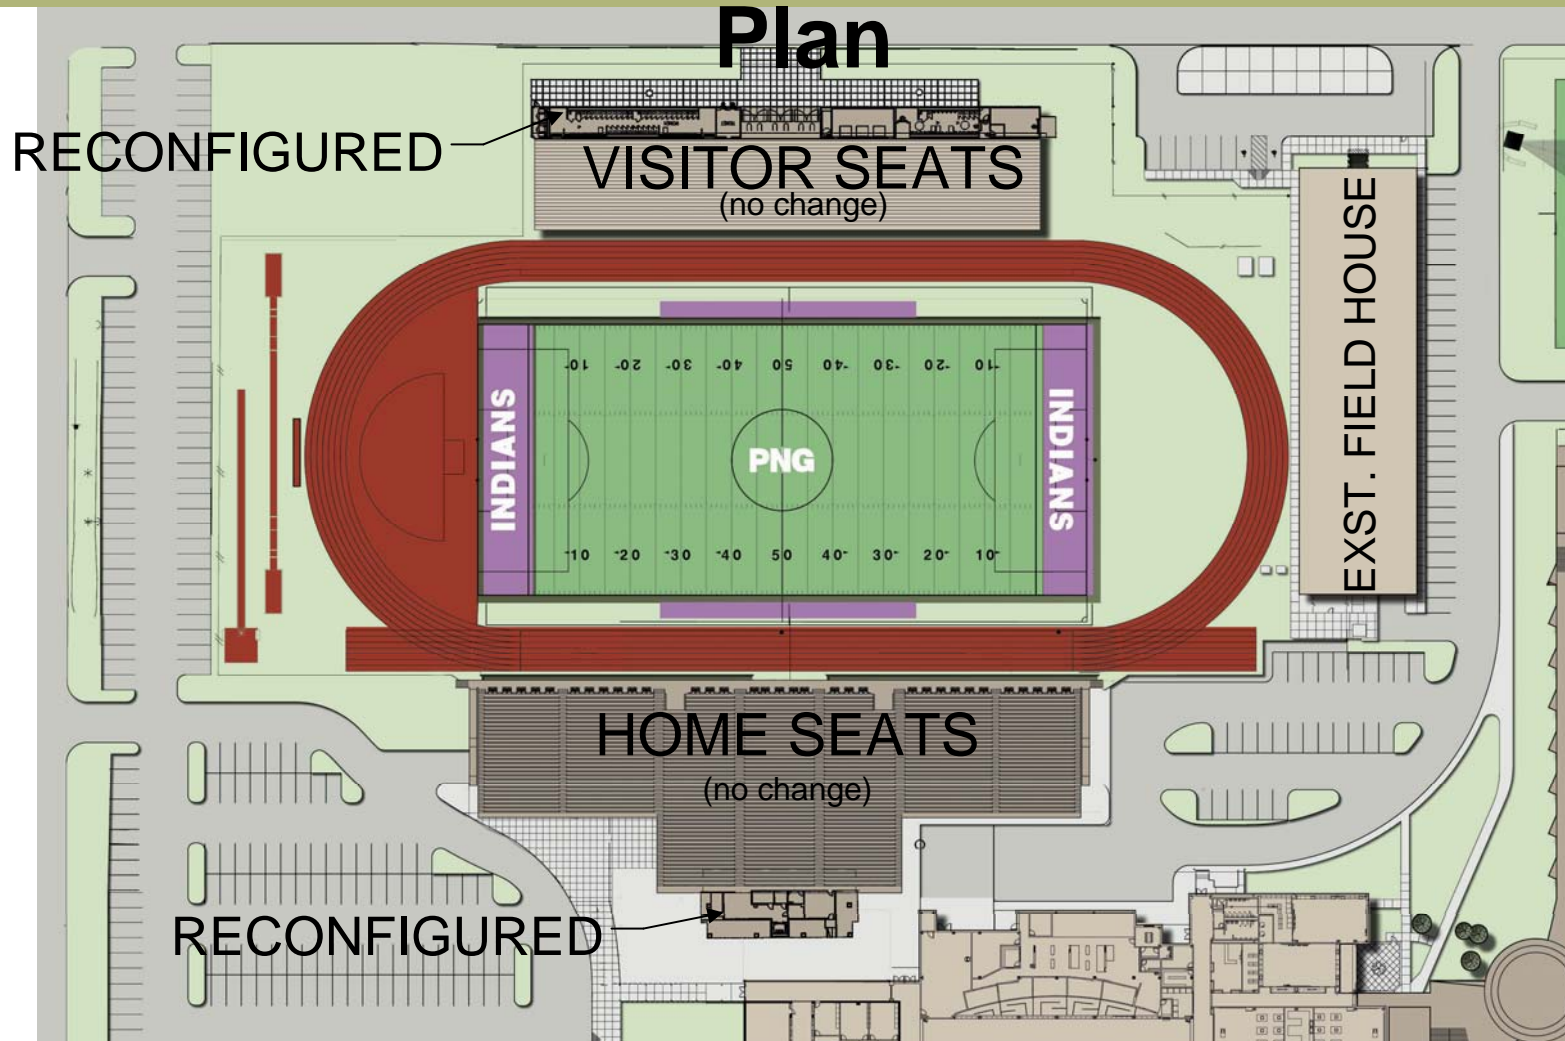 Plan
RECONFIGURED
VISITOR SEATS
(no change)
EXST. FIELD HOUSE
10 20 30 40 50 40 30 20 10
INDIANS
PNG
INDIANS
10 20 30 40 50 40 30 20 10
HOME SEATS
(no change)
RECONFIGURED